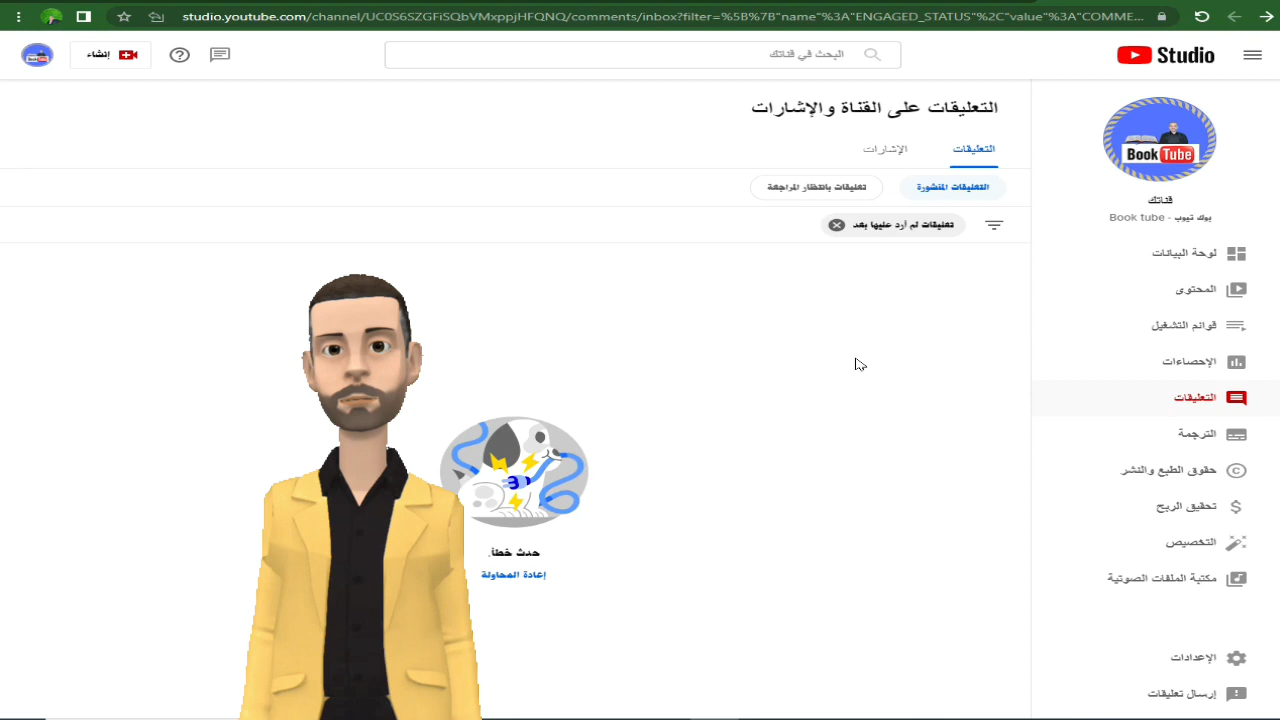 studio.youtube.com/channel/UC0S6SZGFiSQbVMxppjHFQNQ/comments/inbox?filter=%5B%7B"name"%3A"ENGAGED_STATUS"%2C"value"%3A"COMME...
Studio
البحث في قناتك
إنشاء
Book Tube
قناتك
بوك تيوب - Book tube
لوحة البيانات
المحتوى
قوائم التشغيل
الإحصاءات
التعليقات
الترجمة
حقوق الطبع والنشر
تحقيق الربح
التخصيص
مكتبة الملفات الصوتية
الإعدادات
إرسال تعليقات
التعليقات على القناة والإشارات
التعليقات الإشارات
التعليقات المنشورة تعليقات بانتظار المراجعة
تعليقات لم أرد عليها بعد
حدث خطأ.
إعادة المحاولة